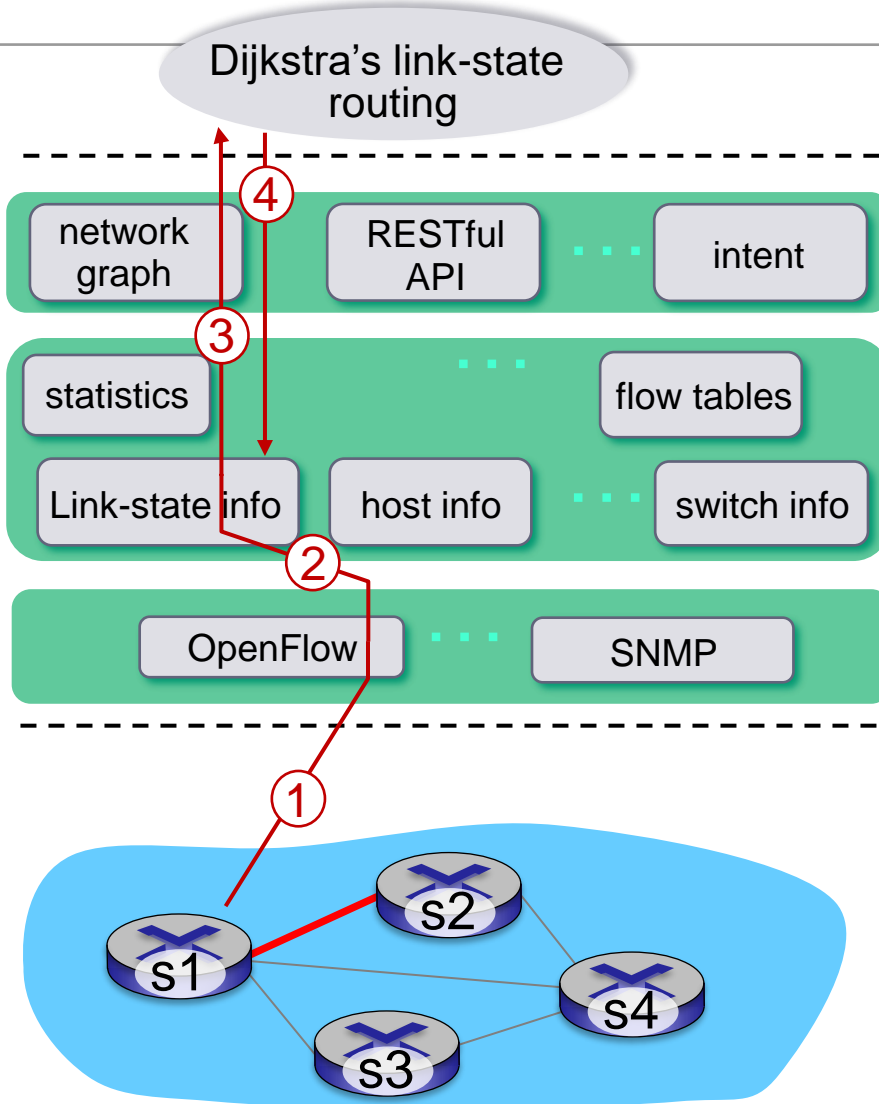 Dijkstra’s link-state
routing
4
network
graph
RESTful
API
intent
3
statistics
flow tables
Link-state info
host info
switch info
2
OpenFlow
SNMP
1
s2
s1
s4
s3